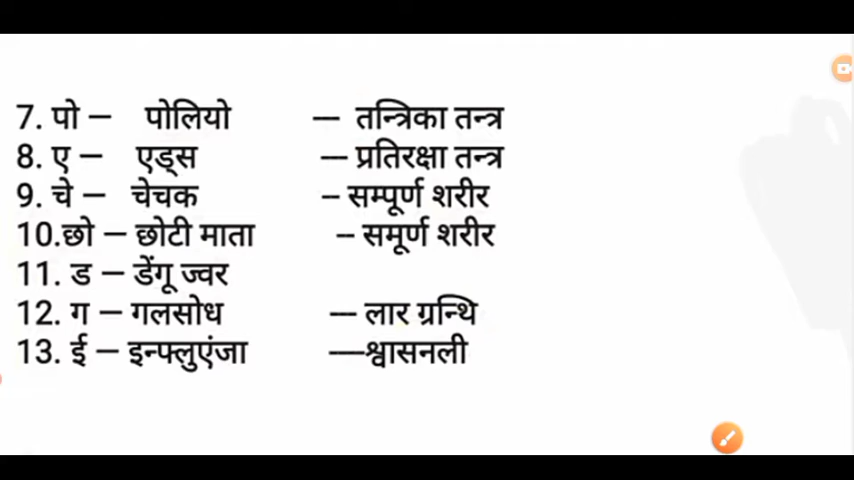 7. पो – पोलियो — तन्त्रिका तन्त्र
8. ए – एड्स — प्रतिरक्षा तन्त्र
9. चे – चेचक – सम्पूर्ण शरीर
10.छो – छोटी माता – समूर्ण शरीर
11. ड – डेंगू ज्वर
12. ग – गलसोध — लार ग्रन्थि
13. ई – इन्फ्लुएंजा —श्वासनली